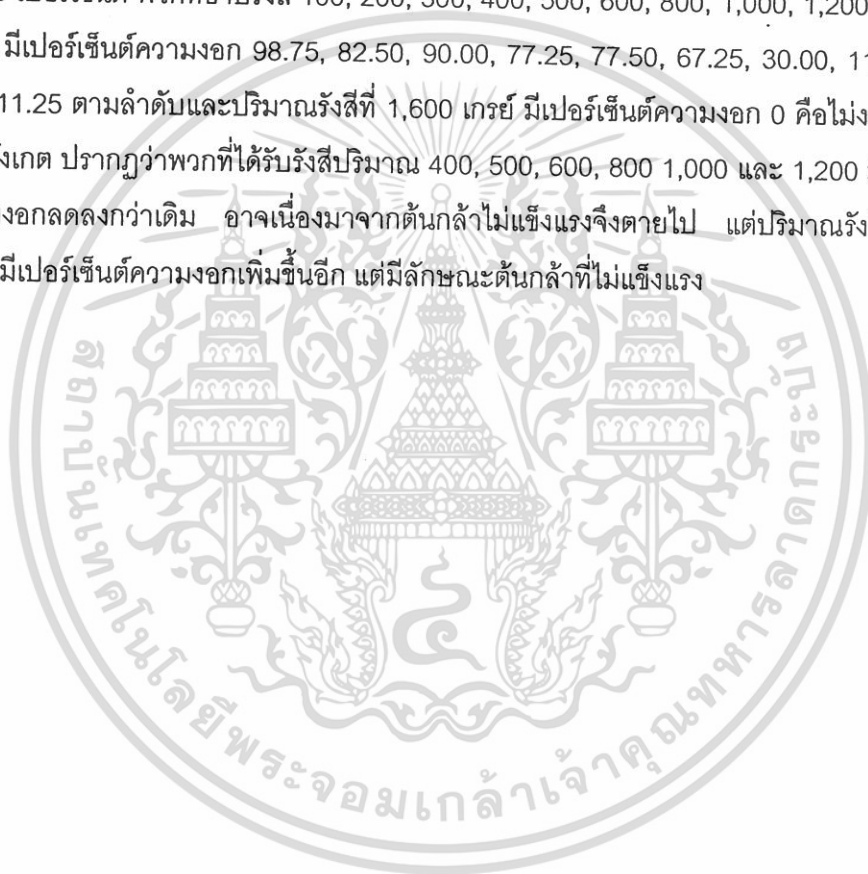 100, 200, 300, 400, 500, 600, 800, 1,000, 1,200
มีเปอร์เซ็นต์ความงอก 98.75, 82.50, 90.00, 77.25, 77.50, 67.25, 30.00, 11
11.25 ตามลำดับและปริมาณรังสีที่ 1,600 เกรย์ มีเปอร์เซ็นต์ความงอก 0 คือไม่ง
ังเกต ปรากฏว่าพวกที่ได้รับรังสีปริมาณ 400, 500, 600, 800 1,000 และ 1,200
งอกลดลงกว่าเดิม อาจเนื่องมาจากต้นกล้าไม่แข็งแรงจึงตายไป แต่ปริมาณรัง
มีเปอร์เซ็นต์ความงอกเพิ่มขึ้นอีก แต่มีลักษณะต้นกล้าที่ไม่แข็งแรง
สถาบันเทคโนโลยีพระจอมเกล้าเจ้าคุณทหารลาดกระบัง